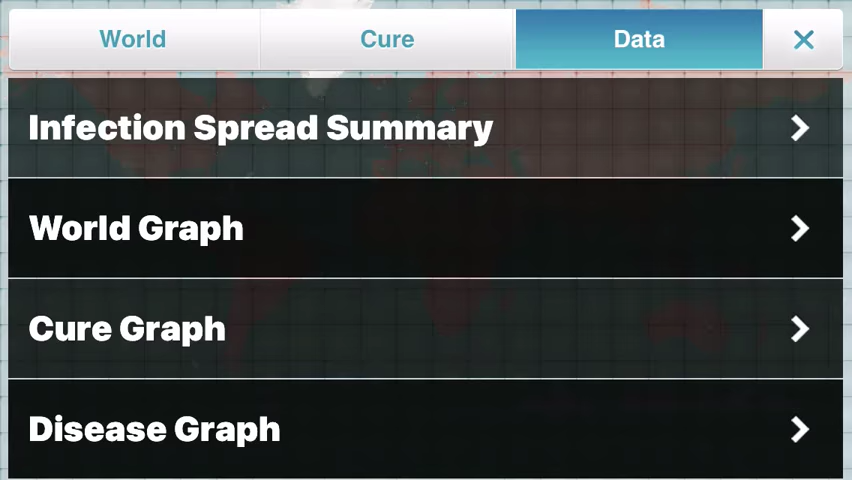 World
Cure
Data
Infection Spread Summary
World Graph
Cure Graph
Disease Graph